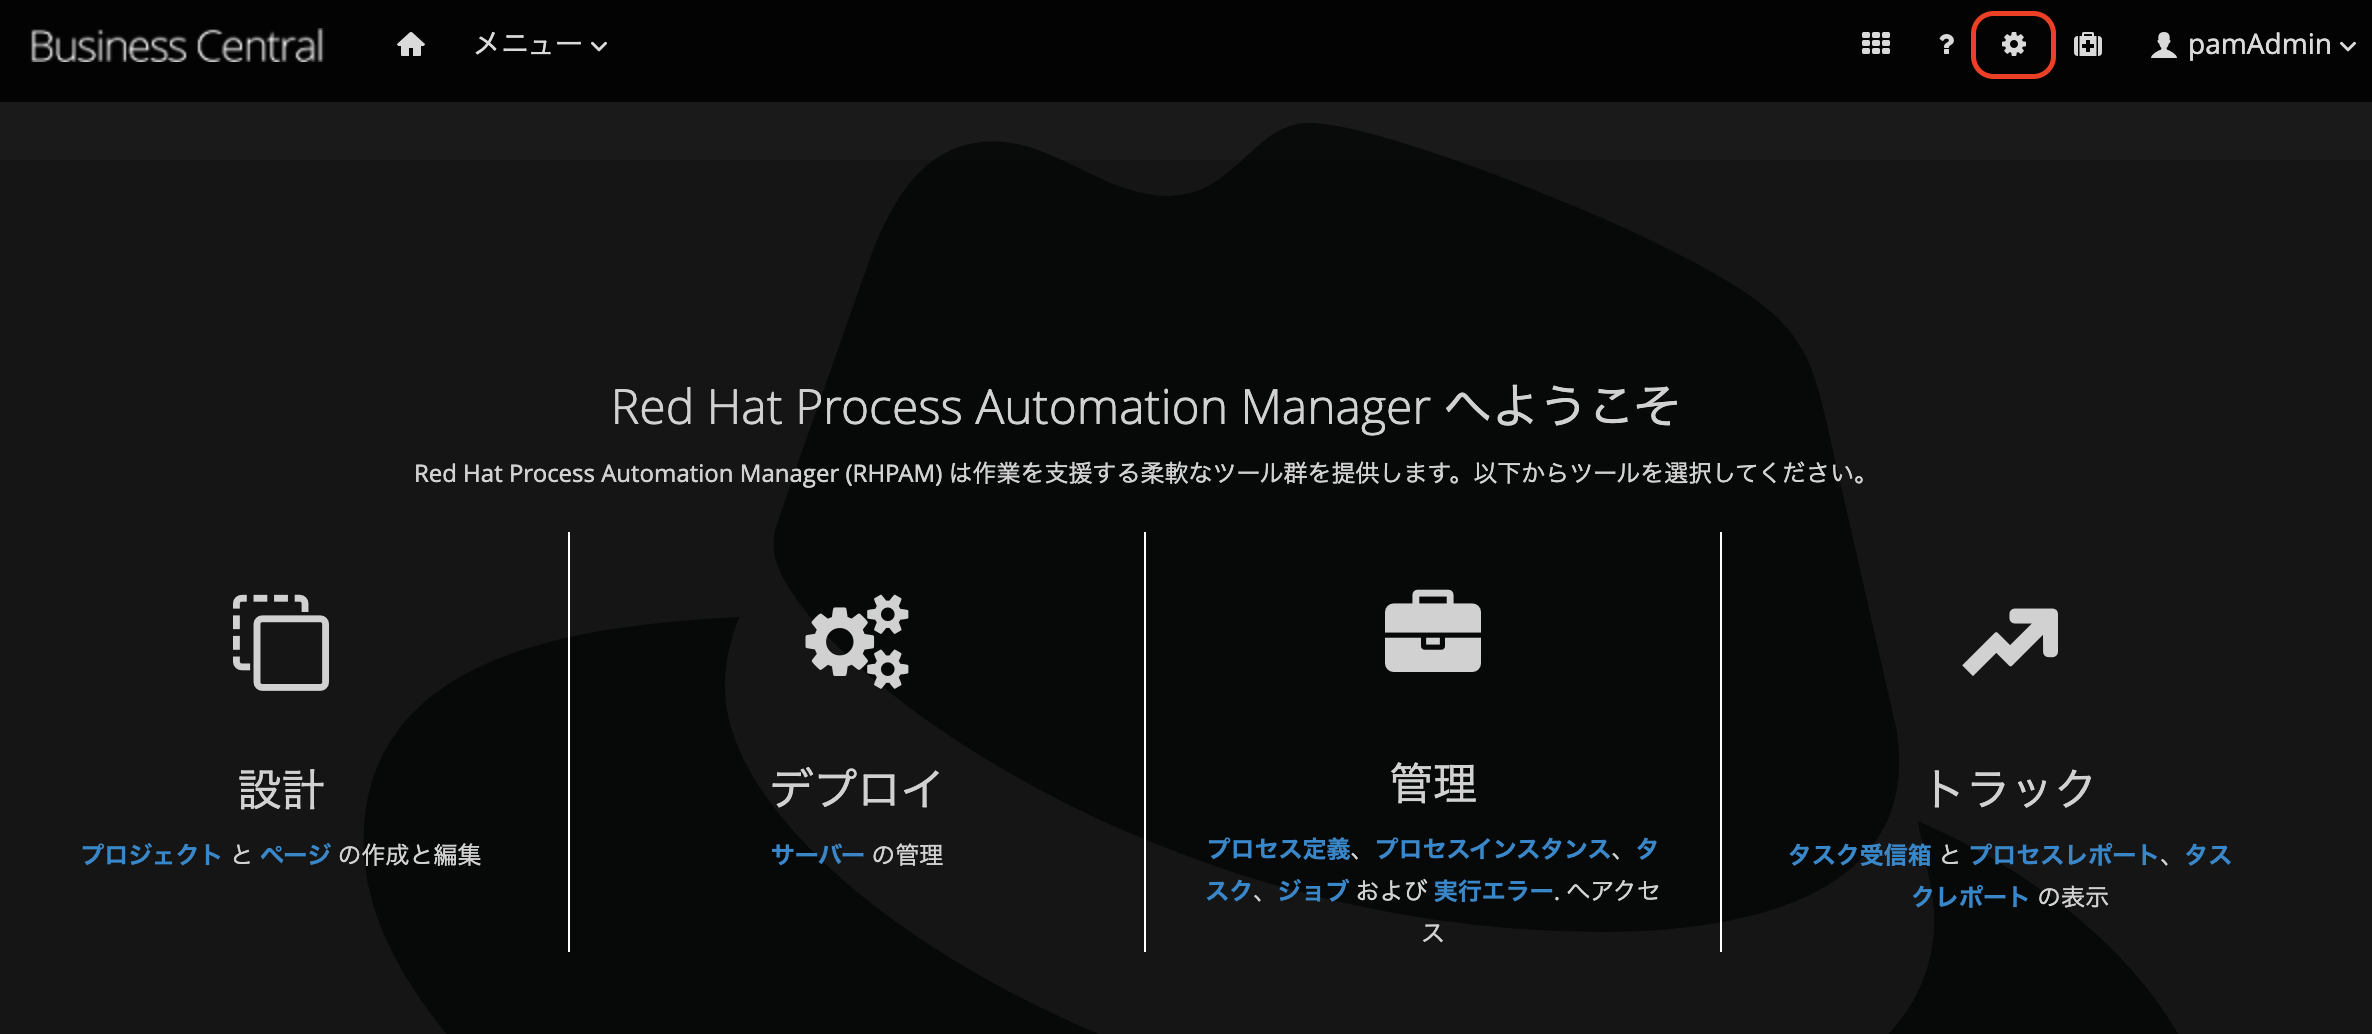 Business Central
メニュー
?
pamAdmin
Red Hat Process Automation Manager へようこそ
Red Hat Process Automation Manager (RHPAM) は作業を支援する柔軟なツール群を提供します。以下からツールを選択してください。
設計
プロジェクト と ページ の作成と編集
デプロイ
サーバー の管理
管理
プロセス定義、プロセスインスタンス、タ
スク、ジョブ および 実行エラー. へアクセ
ス
トラック
タスク受信箱 と プロセスレポート、タス
クレポート の表示